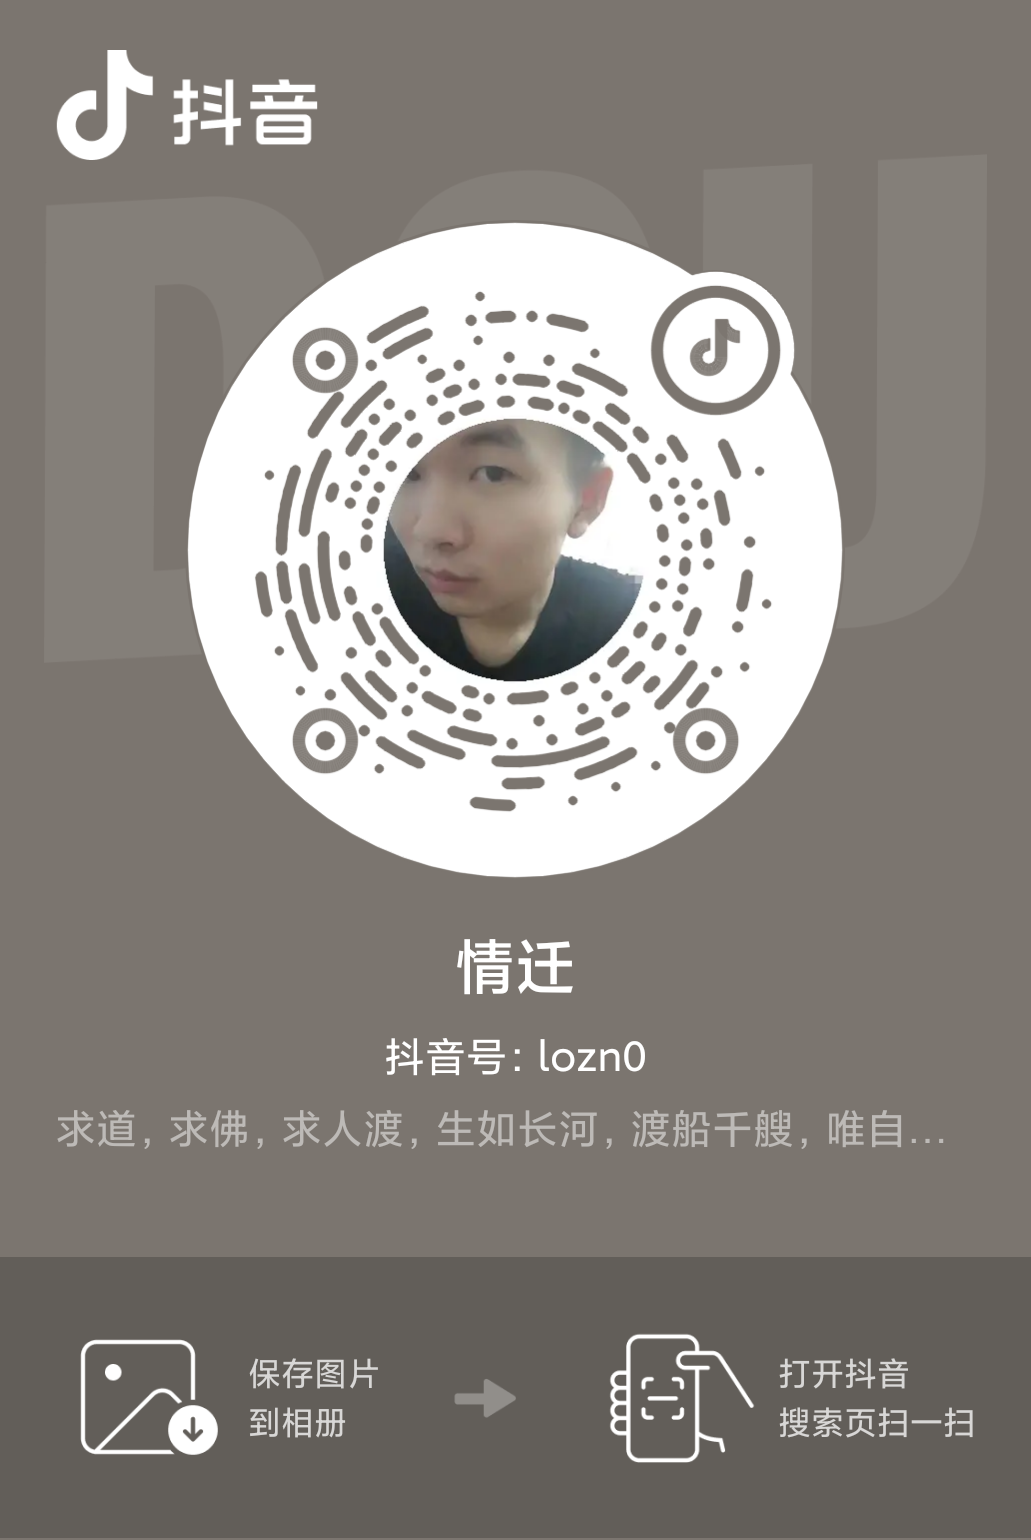 抖音
DOU
情迁
抖音号: lozn0
求道, 求佛, 求人渡, 生如长河, 渡船千艘, 唯自...
保存图片
到相册
打开抖音
搜索页扫一扫